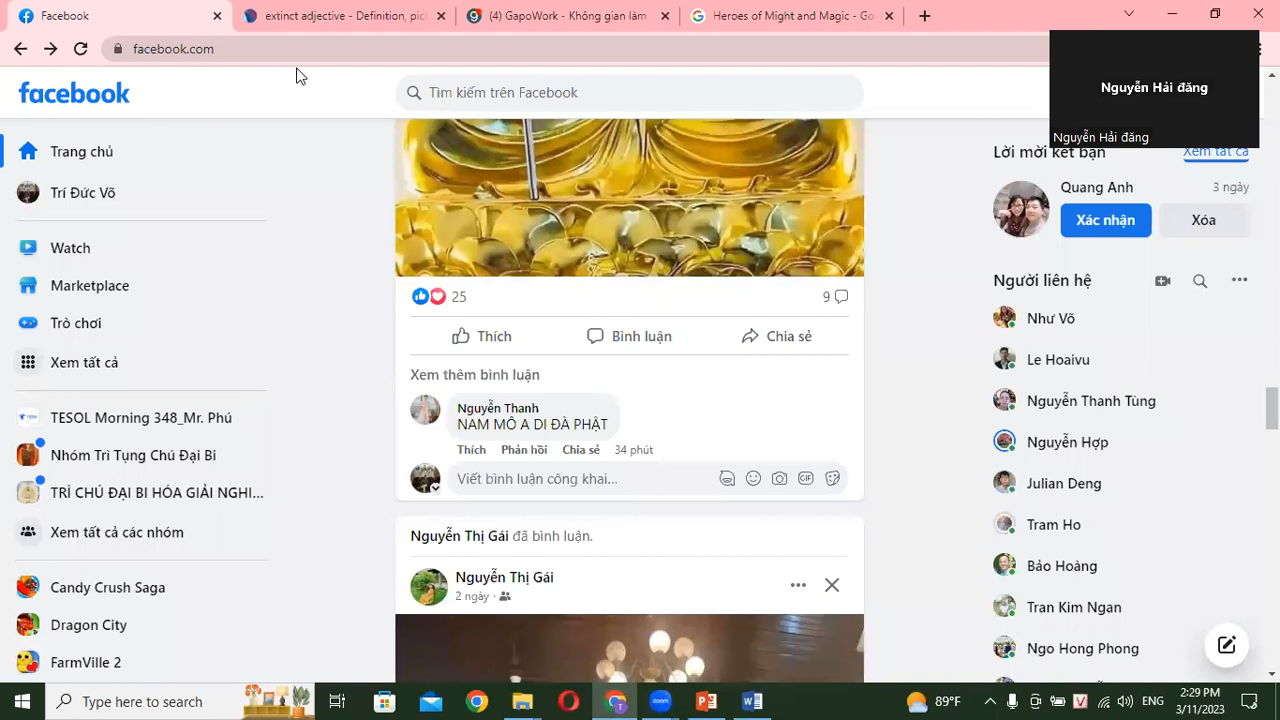 Facebook
extinct adjective - Definition, pict
(4) GapoWork - Không gian làm
Heroes of Might and Magic - Go
facebook.com
Nguyễn Hải đăng
Nguyễn Hải đăng
facebook
Tìm kiếm trên Facebook
Trang chủ
Trí Đức Võ
Watch
Marketplace
Trò chơi
Xem tất cả
TESOL Morning 348_Mr. Phú
Nhóm Trì Tụng Chú Đại Bi
TRÌ CHÚ ĐẠI BI HÓA GIẢI NGHI...
Xem tất cả các nhóm
Candy Crush Saga
Dragon City
FarmVille 2
25
9
Thích
Bình luận
Chia sẻ
Xem thêm bình luận
Nguyễn Thanh
NAM MÔ A DI ĐÀ PHẬT
Thích Phản hồi Chia sẻ 34 phút
Viết bình luận công khai...
GIF
Nguyễn Thị Gái đã bình luận.
Nguyễn Thị Gái
2 ngày ·
Lời mời kết bạn
Xem tất cả
Quang Anh
3 ngày
Xác nhận
Xóa
Người liên hệ
Như Võ
Le Hoaivu
Nguyễn Thanh Tùng
Nguyễn Hợp
Julian Deng
Tram Ho
Bảo Hoàng
Tran Kim Ngan
Ngo Hong Phong
Type here to search
zoom
89°F
ENG
2:29 PM
3/11/2023